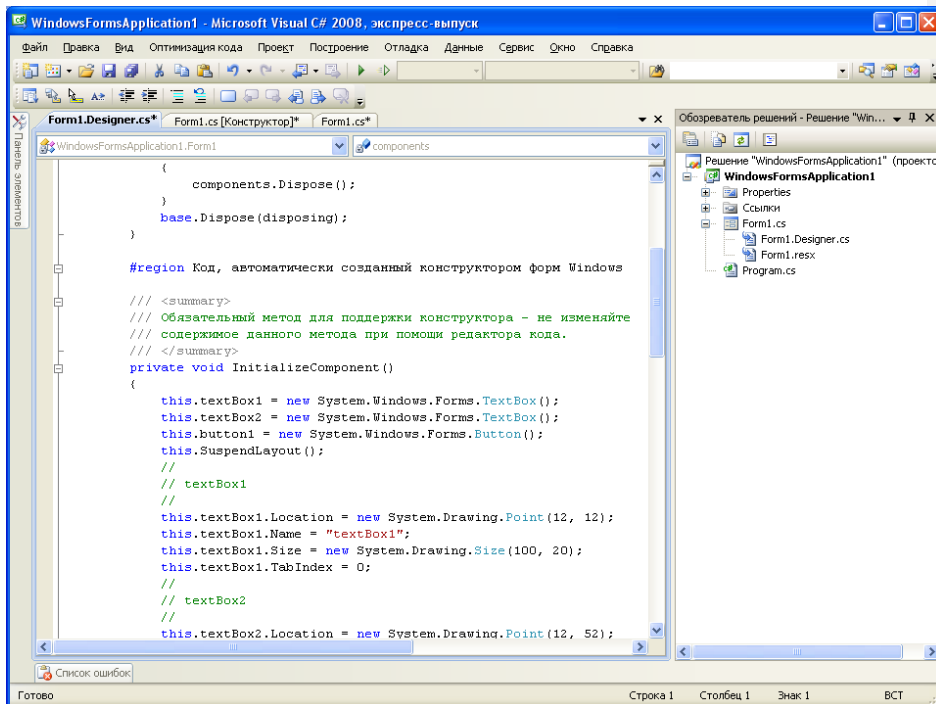 WindowsFormsApplication1 - Microsoft Visual C# 2008, экспресс-выпуск
Файл Правка Вид Оптимизация кода Проект Построение Отладка Данные Сервис Окно Справка
Form1.Designer.cs* Form1.cs [Конструктор]* Form1.cs*
Обозреватель решений - Решение "Win...
Панель элементов
WindowsFormsApplication1.Form1 components
{
components.Dispose();
}
base.Dispose(disposing);
}
#region Код, автоматически созданный конструктором форм Windows
/// <summary>
/// Обязательный метод для поддержки конструктора - не изменяйте
/// содержимое данного метода при помощи редактора кода.
/// </summary>
private void InitializeComponent()
{
this.textBox1 = new System.Windows.Forms.TextBox();
this.textBox2 = new System.Windows.Forms.TextBox();
this.button1 = new System.Windows.Forms.Button();
this.SuspendLayout();
//
// textBox1
//
this.textBox1.Location = new System.Drawing.Point(12, 12);
this.textBox1.Name = "textBox1";
this.textBox1.Size = new System.Drawing.Size(100, 20);
this.textBox1.TabIndex = 0;
//
// textBox2
//
this.textBox2.Location = new System.Drawing.Point(12, 52);
Решение "WindowsFormsApplication1" (проекто
WindowsFormsApplication1
Properties
Ссылки
Form1.cs
Form1.Designer.cs
Form1.resx
Program.cs
Список ошибок
Готово Строка 1 Столбец 1 Знак 1 ВСТ